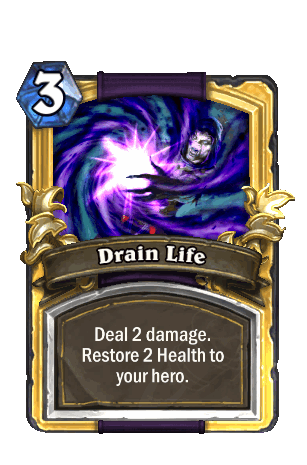 3
Drain Life
Deal 2 damage.
Restore 2 Health to
your hero.